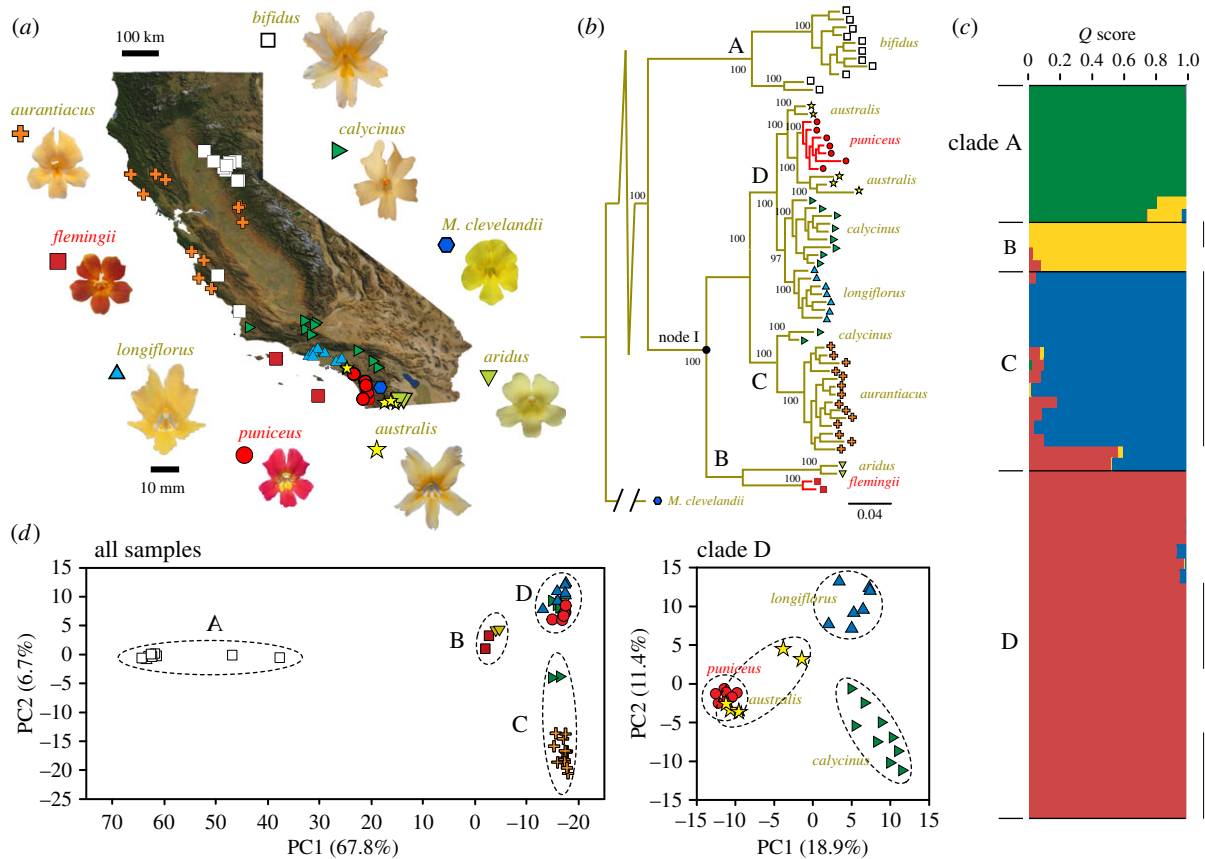 (a)
100 km
bifidus
aurantiacus
calycinus
flemingii
M. clevelandii
longiflorus
aridus
puniceus
australis
10 mm
(b)
A
100
100
100
bifidus
100
100
australis
100
puniceus
D
100
100
australis
100
100
calycinus
100
97
100
longiflorus
node I
100
calycinus
100
C
100
aurantiacus
B
100
aridus
100
flemingii
M. clevelandii
0.04
(c)
Q score
0 0.2 0.4 0.6 0.8 1.0
clade A
B
C
D
(d)
all samples
15
10
5
0
−5
−10
−15
−20
−25
PC2 (6.7%)
A
B
D
C
70 60 50 40 30 20 10 0 −10 −20
PC1 (67.8%)
clade D
15
10
5
0
−5
−10
−15
PC2 (11.4%)
longiflorus
puniceus
australis
calycinus
−15 −10 −5 0 5 10 15
PC1 (18.9%)